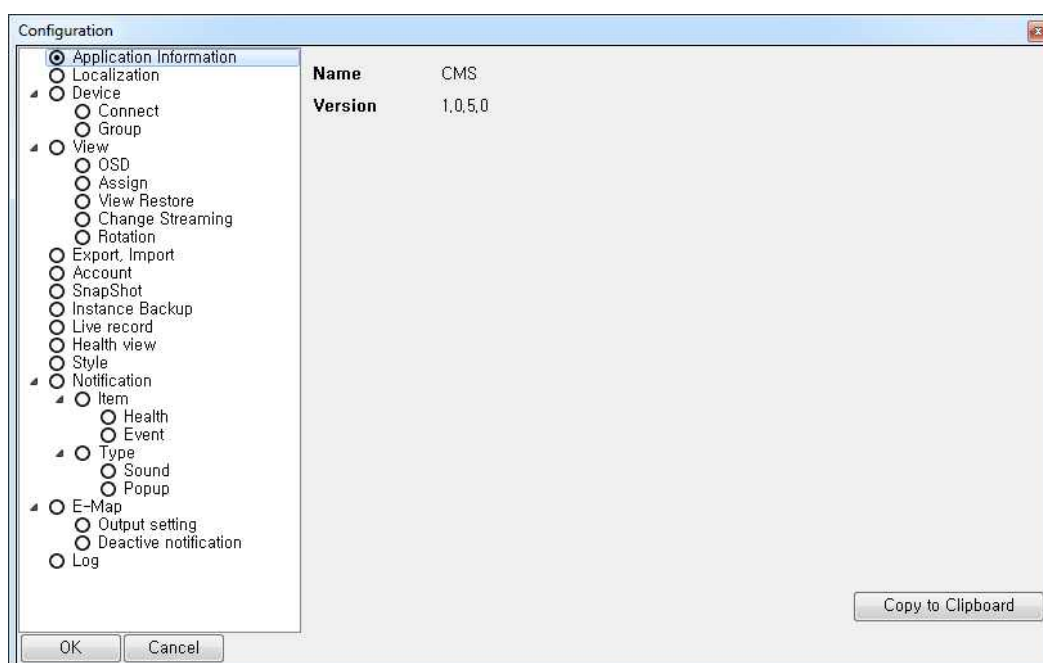 Configuration
Application Information
Localization
Device
Connect
Group
View
OSD
Assign
View Restore
Change Streaming
Rotation
Export, Import
Account
SnapShot
Instance Backup
Live record
Health view
Style
Notification
Item
Health
Event
Type
Sound
Popup
E-Map
Output setting
Deactive notification
Log
Name CMS
Version 1,0,5,0
Copy to Clipboard
OK Cancel